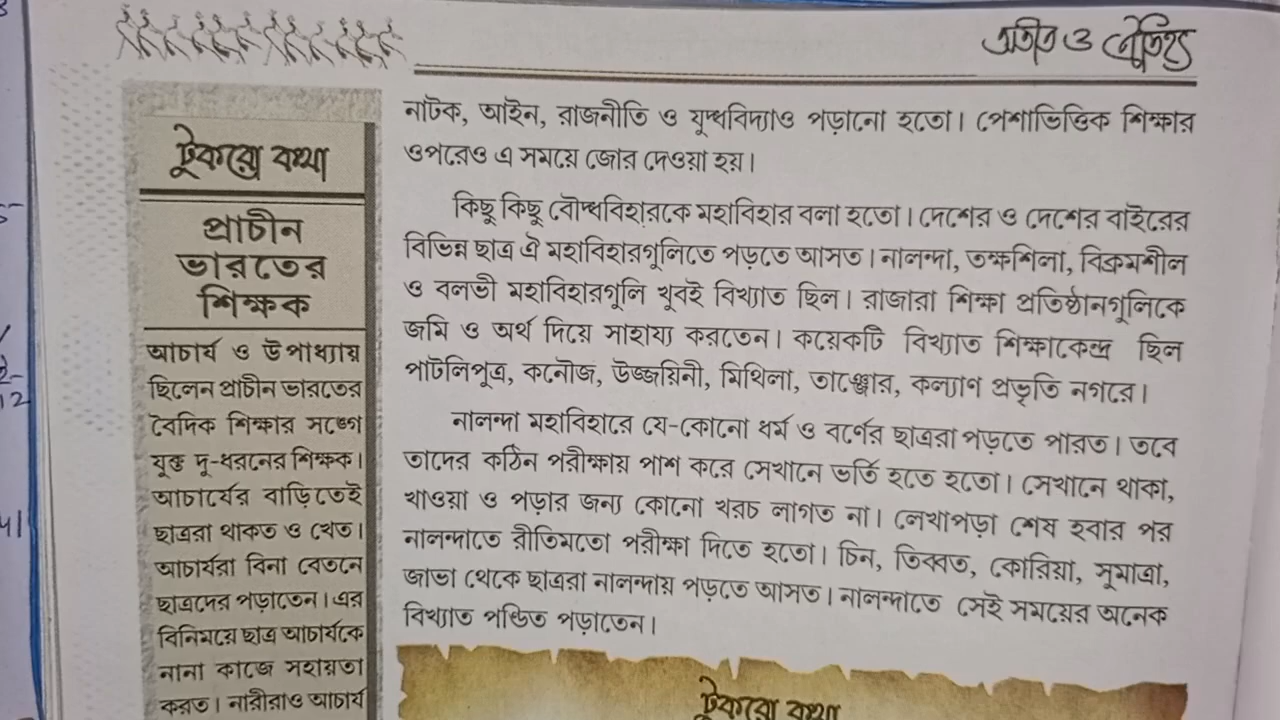 অতীত ও ঐতিহ্য
টুকরো কথা
প্রাচীন
ভারতের
শিক্ষক
আচার্য ও উপাধ্যায়
ছিলেন প্রাচীন ভারতের
বৈদিক শিক্ষার সঙ্গে
যুক্ত দু-ধরনের শিক্ষক।
আচার্যের বাড়িতেই
ছাত্ররা থাকত ও খেত।
আচার্যরা বিনা বেতনে
ছাত্রদের পড়াতেন। এর
বিনিময়ে ছাত্র আচার্যকে
নানা কাজে সহায়তা
করত। নারীরাও আচার্য
নাটক, আইন, রাজনীতি ও যুদ্ধবিদ্যাও পড়ানো হতো। পেশাভিত্তিক শিক্ষার
ওপরেও এ সময়ে জোর দেওয়া হয়।
কিছু কিছু বৌদ্ধবিহারকে মহাবিহার বলা হতো। দেশের ও দেশের বাইরের
বিভিন্ন ছাত্র ঐ মহাবিহারগুলিতে পড়তে আসত। নালন্দা, তক্ষশিলা, বিক্রমশীল
ও বলভী মহাবিহারগুলি খুবই বিখ্যাত ছিল। রাজারা শিক্ষা প্রতিষ্ঠানগুলিকে
জমি ও অর্থ দিয়ে সাহায্য করতেন। কয়েকটি বিখ্যাত শিক্ষাকেন্দ্র ছিল
পাটলিপুত্র, কনৌজ, উজ্জয়িনী, মিথিলা, তাঞ্জোর, কল্যাণ প্রভৃতি নগরে।
নালন্দা মহাবিহারে যে-কোনো ধর্ম ও বর্ণের ছাত্ররা পড়তে পারত। তবে
তাদের কঠিন পরীক্ষায় পাশ করে সেখানে ভর্তি হতে হতো। সেখানে থাকা,
খাওয়া ও পড়ার জন্য কোনো খরচ লাগত না। লেখাপড়া শেষ হবার পর
নালন্দাতে রীতিমতো পরীক্ষা দিতে হতো। চিন, তিব্বত, কোরিয়া, সুমাত্রা,
জাভা থেকে ছাত্ররা নালন্দায় পড়তে আসত। নালন্দাতে সেই সময়ের অনেক
বিখ্যাত পণ্ডিত পড়াতেন।
টুকরো কথা